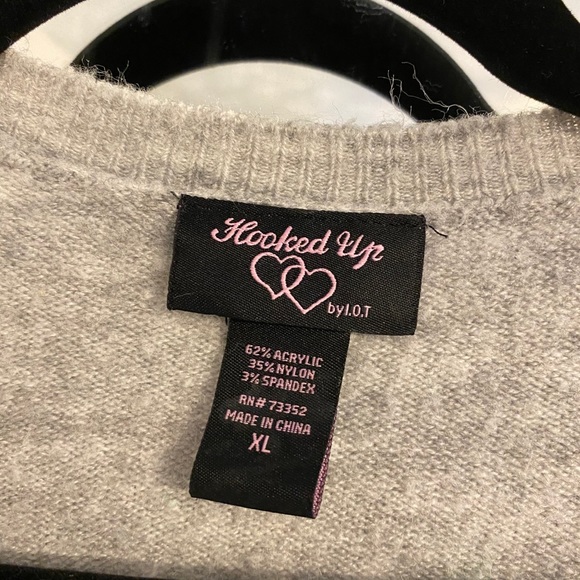 Hooked Up
by I.O.T
62% ACRYLIC
35% NYLON
3% SPANDEX
RN# 73352
MADE IN CHINA
XL